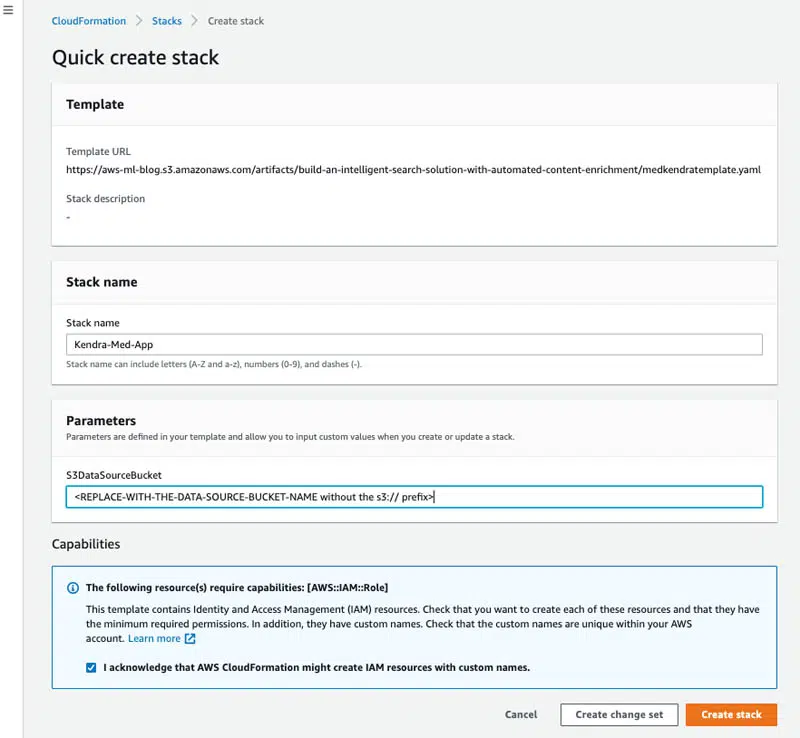 CloudFormation > Stacks > Create stack
Quick create stack
Template
Template URL
https://aws-ml-blog.s3.amazonaws.com/artifacts/build-an-intelligent-search-solution-with-automated-content-enrichment/medkendratemplate.yaml
Stack description
-
Stack name
Stack name
Kendra-Med-App
Stack name can include letters (A-Z and a-z), numbers (0-9), and dashes (-).
Parameters
Parameters are defined in your template and allow you to input custom values when you create or update a stack.
S3DataSourceBucket
<REPLACE-WITH-THE-DATA-SOURCE-BUCKET-NAME without the s3:// prefix>
Capabilities
The following resource(s) require capabilities: [AWS::IAM::Role]
This template contains Identity and Access Management (IAM) resources. Check that you want to create each of these resources and that they have
the minimum required permissions. In addition, they have custom names. Check that the custom names are unique within your AWS
account. Learn more
I acknowledge that AWS CloudFormation might create IAM resources with custom names.
Cancel Create change set Create stack